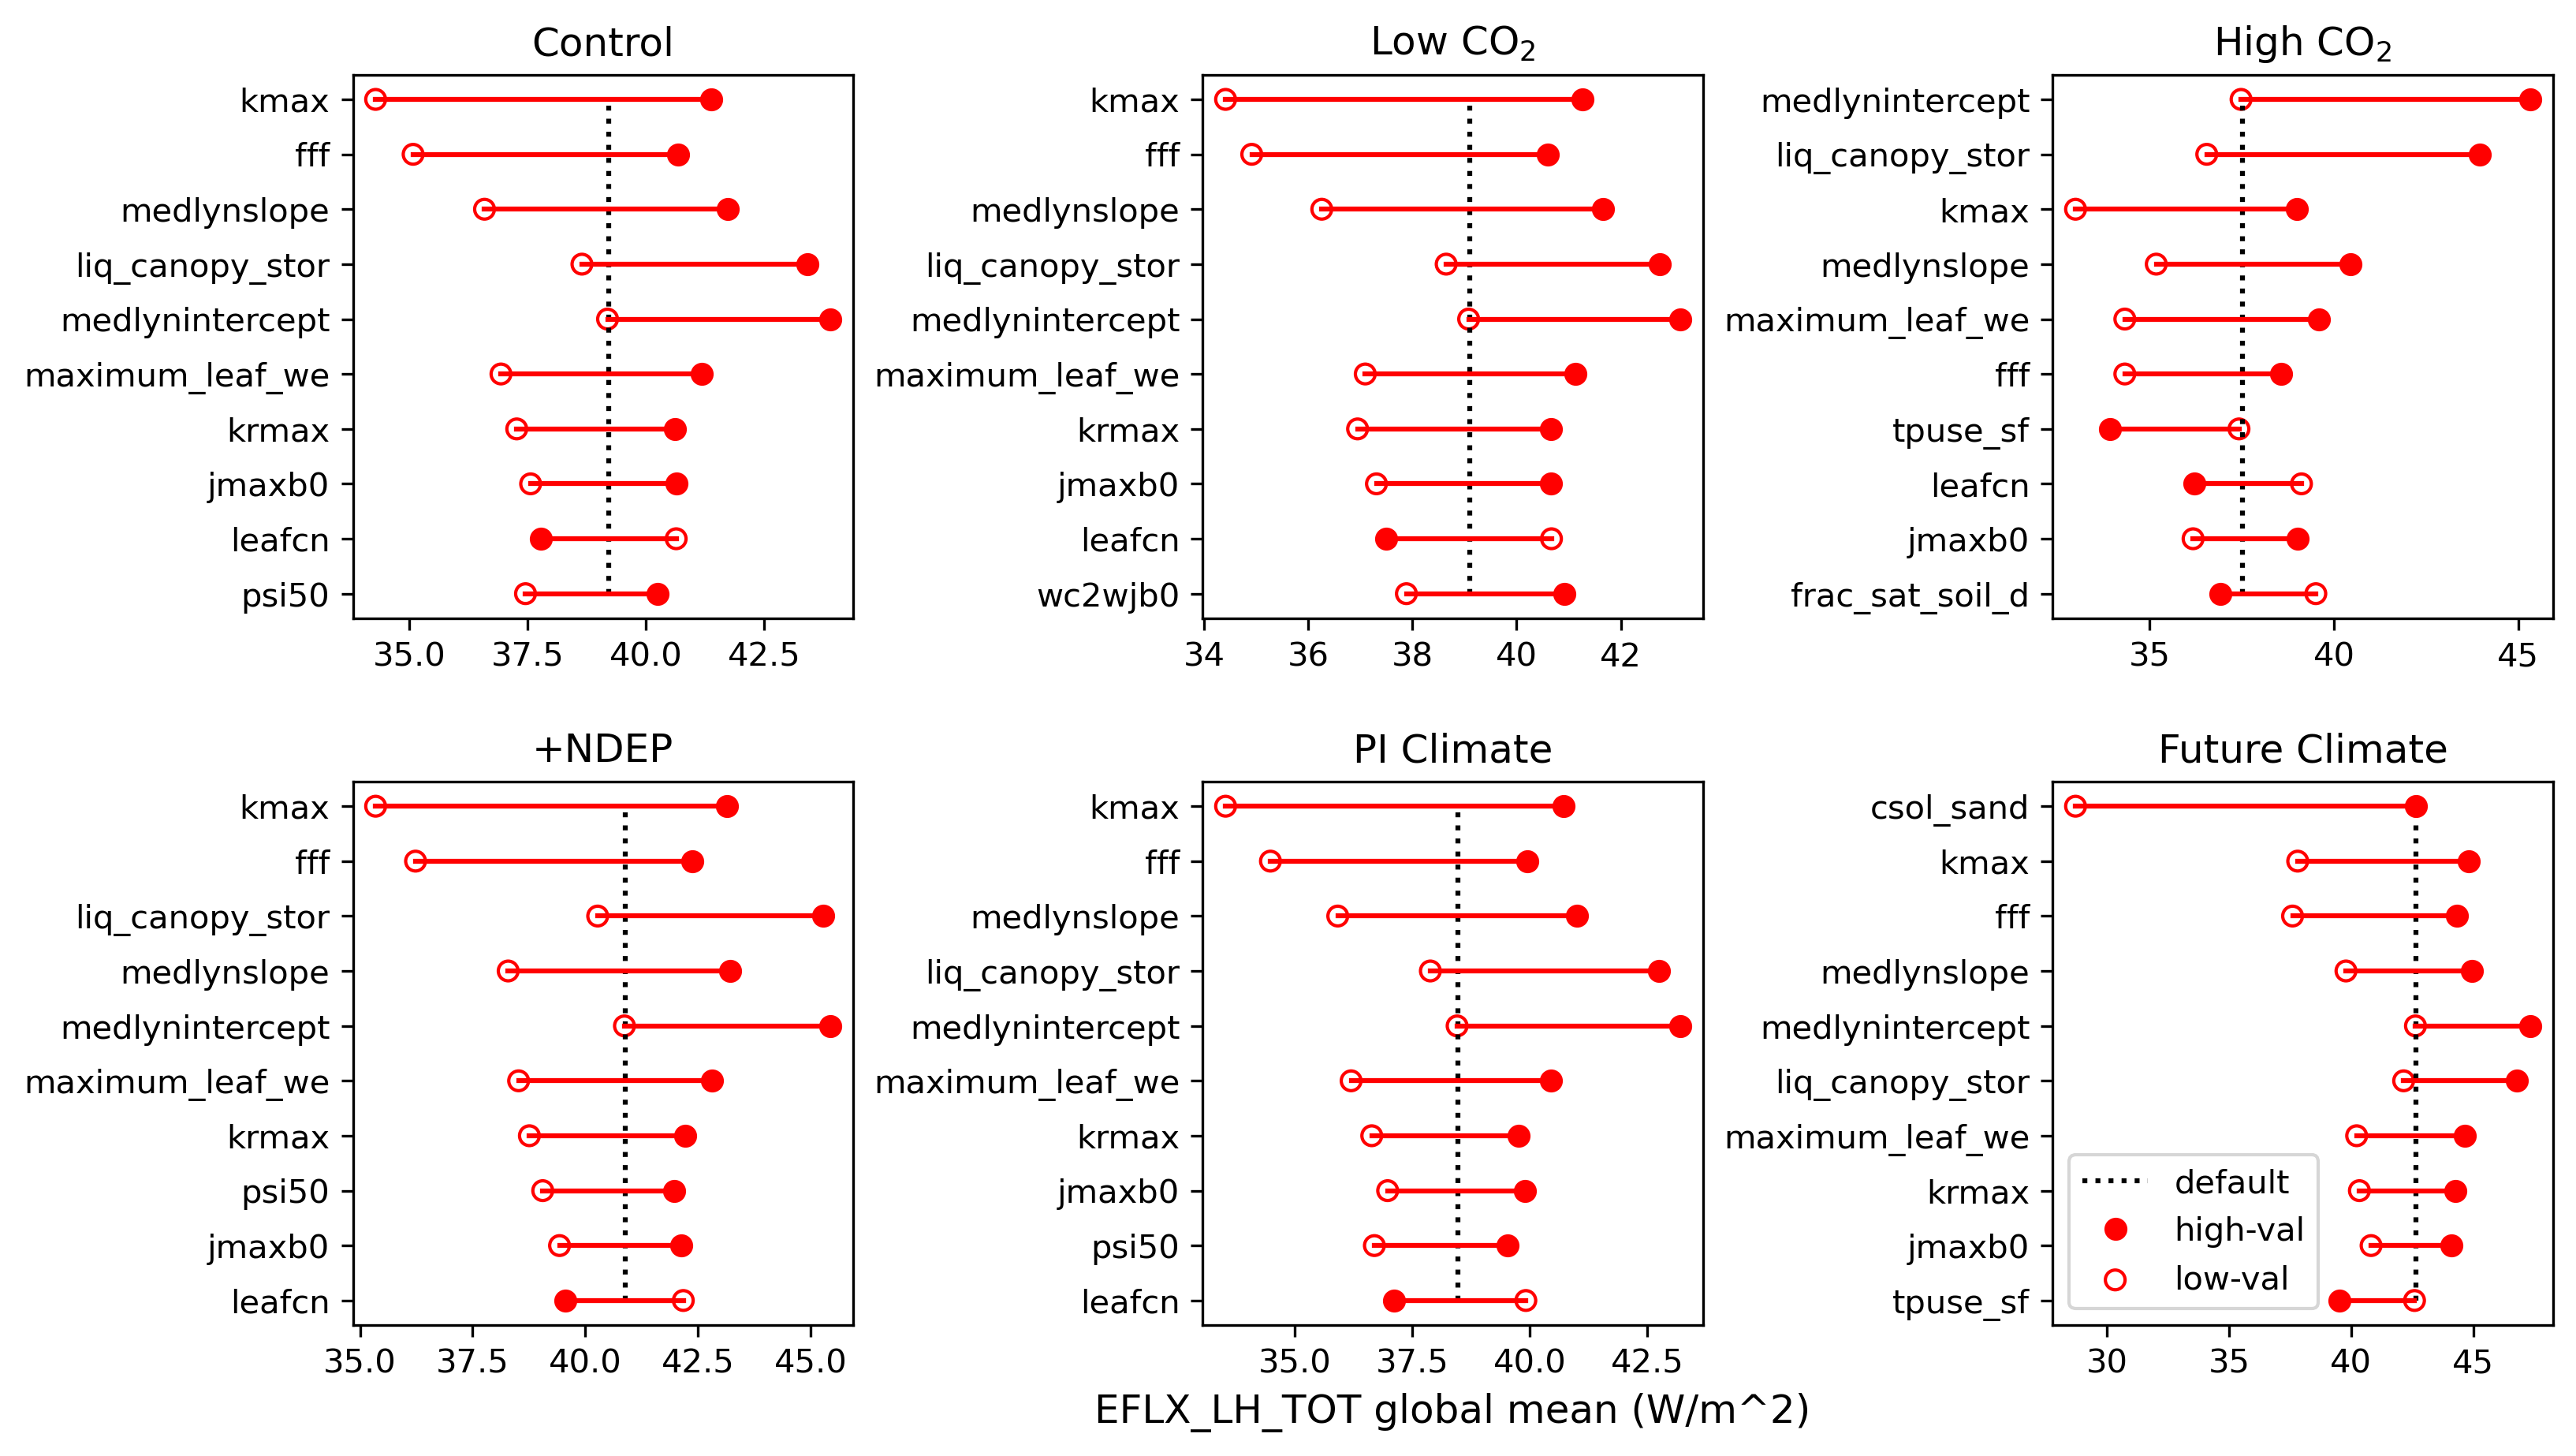 Control
kmax
fff
medlynslope
liq_canopy_stor
medlynintercept
maximum_leaf_we
krmax
jmaxb0
leafcn
psi50
35.0 37.5 40.0 42.5
Low CO₂
kmax
fff
medlynslope
liq_canopy_stor
medlynintercept
maximum_leaf_we
krmax
jmaxb0
leafcn
wc2wjb0
34 36 38 40 42
High CO₂
medlynintercept
liq_canopy_stor
kmax
medlynslope
maximum_leaf_we
fff
tpuse_sf
leafcn
jmaxb0
frac_sat_soil_d
35 40 45
+NDEP
kmax
fff
liq_canopy_stor
medlynslope
medlynintercept
maximum_leaf_we
krmax
psi50
jmaxb0
leafcn
35.0 37.5 40.0 42.5 45.0
PI Climate
kmax
fff
medlynslope
liq_canopy_stor
medlynintercept
maximum_leaf_we
krmax
jmaxb0
psi50
leafcn
35.0 37.5 40.0 42.5
EFLX_LH_TOT global mean (W/m^2)
Future Climate
csol_sand
kmax
fff
medlynslope
medlynintercept
liq_canopy_stor
maximum_leaf_we
krmax
jmaxb0
tpuse_sf
default
high-val
low-val
30 35 40 45